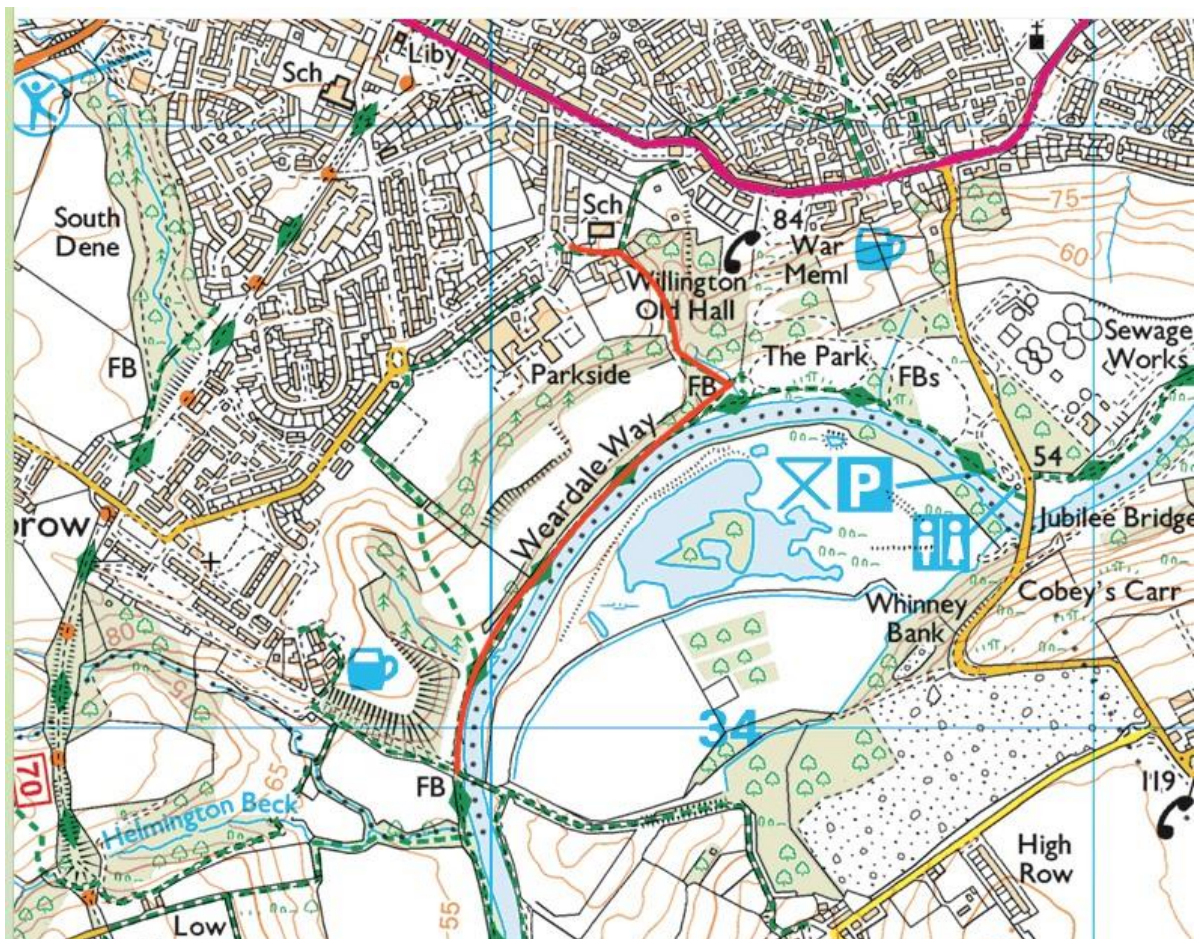 Liby
Sch
South
Dene
Sch
84
75
War
Meml
60
Willington
Old Hall
Sewage
Works
FB
The Park
Parkside
FB
FBs
Weardale Way
54
P
Jubilee Bridge
row
Whinney
Bank
Cobey's Carr
80
75
34
70
65
FB
119
Helmington Beck
High
Row
55
Low